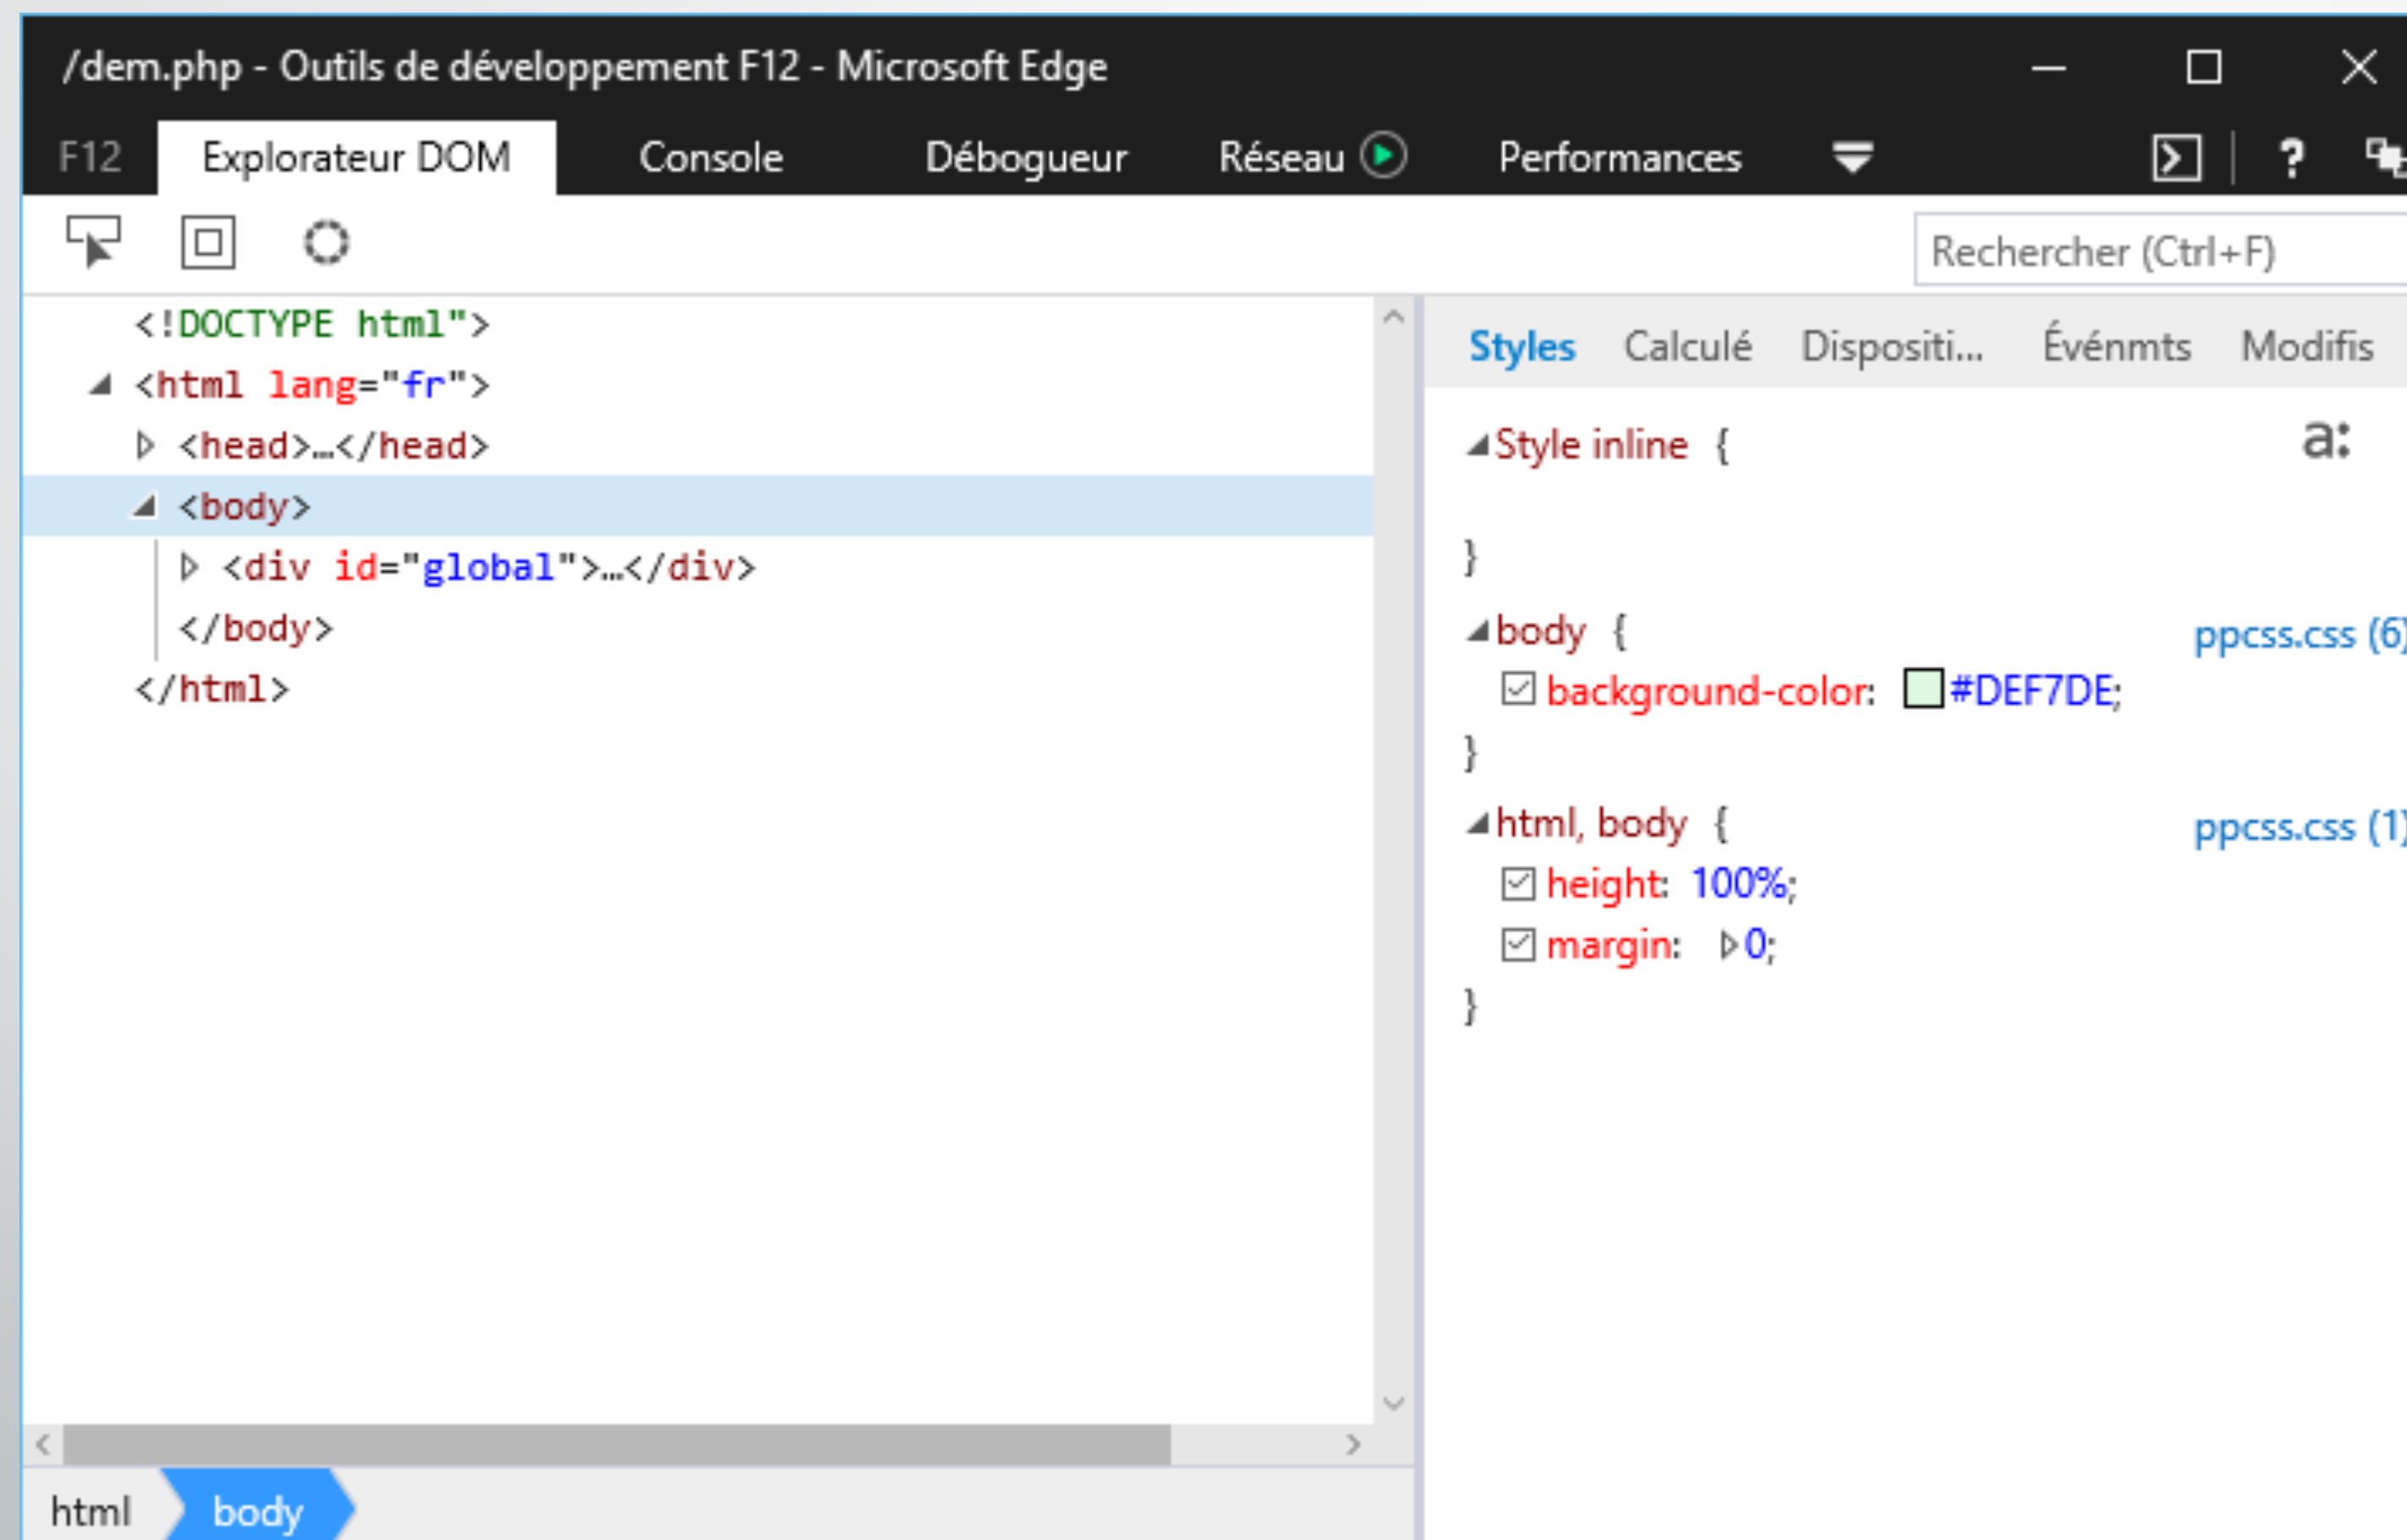 /dem.php - Outils de développement F12 - Microsoft Edge
F12 Explorateur DOM Console Débogueur Réseau Performances ?
Rechercher (Ctrl+F)
<!DOCTYPE html">
<html lang="fr">
<head>…</head>
<body>
<div id="global">…</div>
</body>
</html>
html body
Styles Calculé Dispositi... Événmts Modifis
Style inline { a:
}
body { ppcss.css (6)
background-color: #DEF7DE;
}
html, body { ppcss.css (1)
height: 100%;
margin: 0;
}